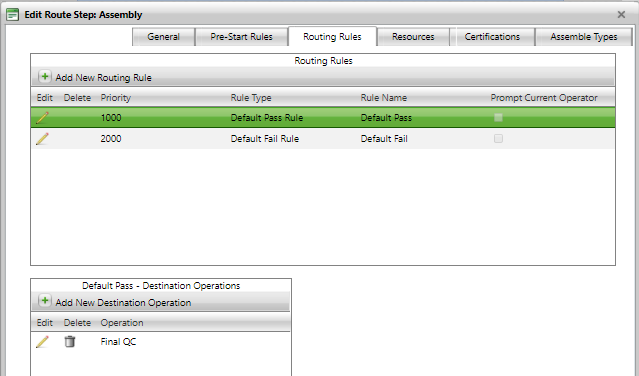 Edit Route Step: Assembly
General Pre-Start Rules Routing Rules Resources Certifications Assemble Types
Routing Rules
Add New Routing Rule
Edit Delete Priority Rule Type Rule Name Prompt Current Operator
1000 Default Pass Rule Default Pass
2000 Default Fail Rule Default Fail
Default Pass - Destination Operations
Add New Destination Operation
Edit Delete Operation
Final QC